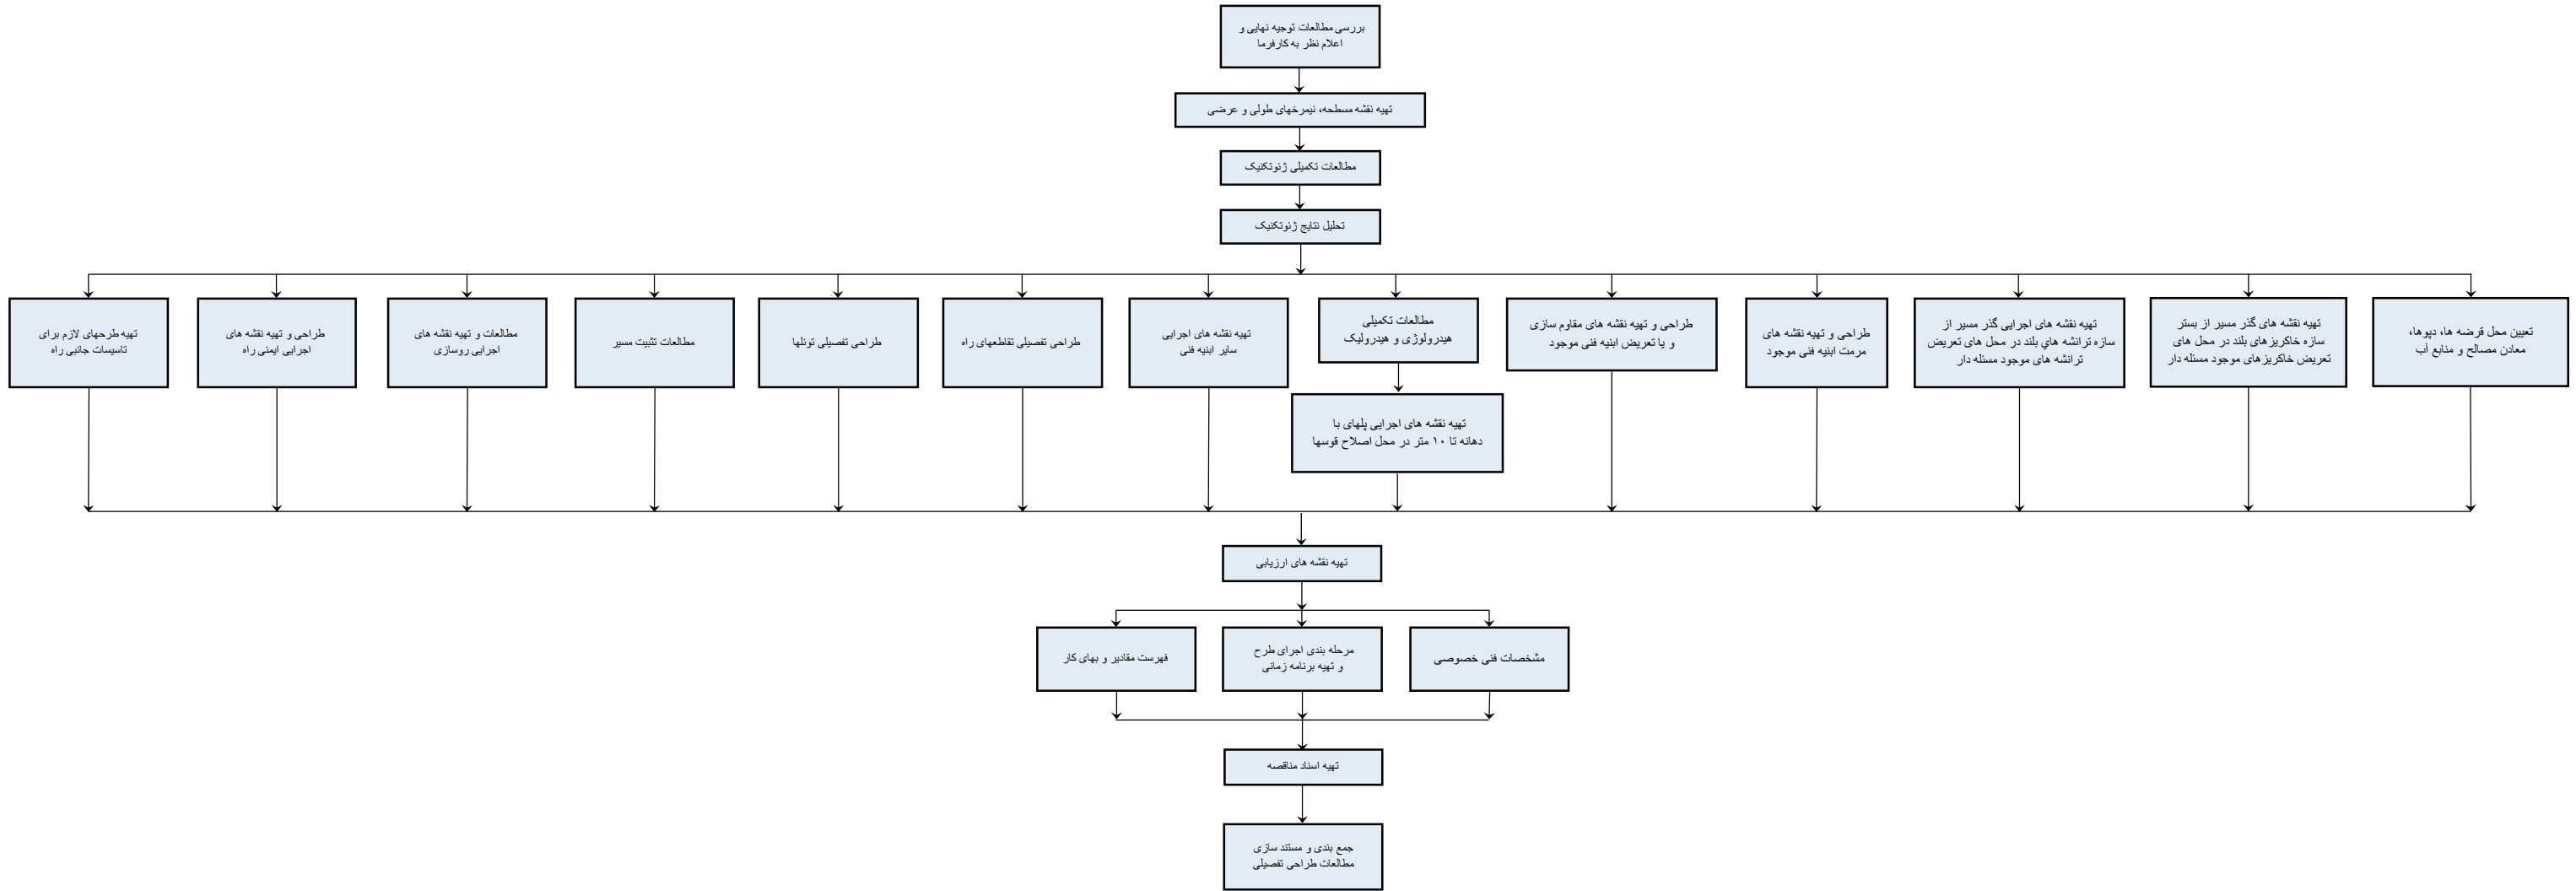 بررسی مطالعات توجیه نهایی و
اعلام نظر به کارفرما
تهیه نقشه مسطحه، نیمرخهای طولی و عرضی
مطالعات تکمیلی ژئوتکنیک
تحلیل نتایج ژئوتکنیک
تعیین محل قرضه ها، دپوها،
معادن مصالح و منابع آب
تهیه نقشه های گذر مسیر از بستر
سازه خاکریزهای بلند در محل های
تعریض خاکریزهای موجود مسئله دار
تهیه نقشه های اجرایی گذر مسیر از
سازه ترانشه هاي بلند در محل های تعریض
ترانشه های موجود مسئله دار
طراحی و تهیه نقشه های
مرمت ابنیه فنی موجود
طراحی و تهیه نقشه های مقاوم سازی
و یا تعریض ابنیه فنی موجود
مطالعات تکمیلی
هیدرولوژی و هیدرولیک
تهیه نقشه های اجرایی پلهای با
دهانه تا ۱۰ متر در محل اصلاح قوسها
تهیه نقشه های اجرایی
سایر ابنیه فنی
طراحی تفصیلی تقاطعهای راه
طراحی تفصیلی تونلها
مطالعات تثبیت مسیر
مطالعات و تهیه نقشه های
اجرایی روسازی
طراحی و تهیه نقشه های
اجرایی ایمنی راه
تهیه طرحهای لازم برای
تاسیسات جانبی راه
تهیه نقشه های ارزیابی
مشخصات فنی خصوصی
مرحله بندی اجرای طرح
و تهیه برنامه زمانی
فهرست مقادیر و بهای کار
تهیه اسناد مناقصه
جمع بندی و مستند سازی
مطالعات طراحی تفصیلی